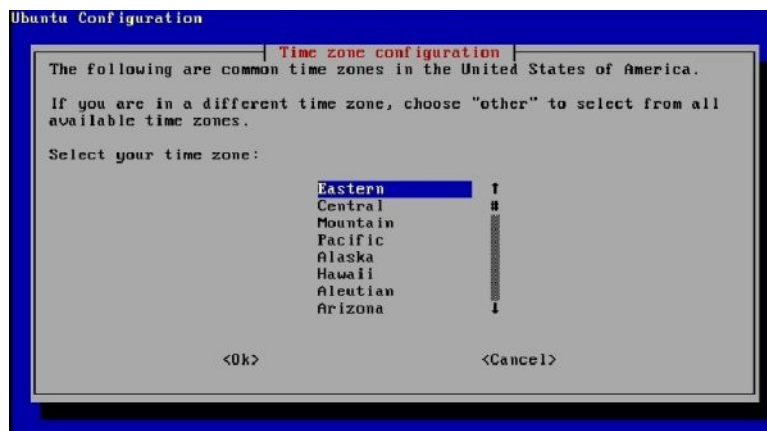 Ubuntu Configuration
Time zone configuration
The following are common time zones in the United States of America.
If you are in a different time zone, choose "other" to select from all
available time zones.
Select your time zone:
Eastern
Central
Mountain
Pacific
Alaska
Hawaii
Aleutian
Arizona
<Ok> <Cancel>